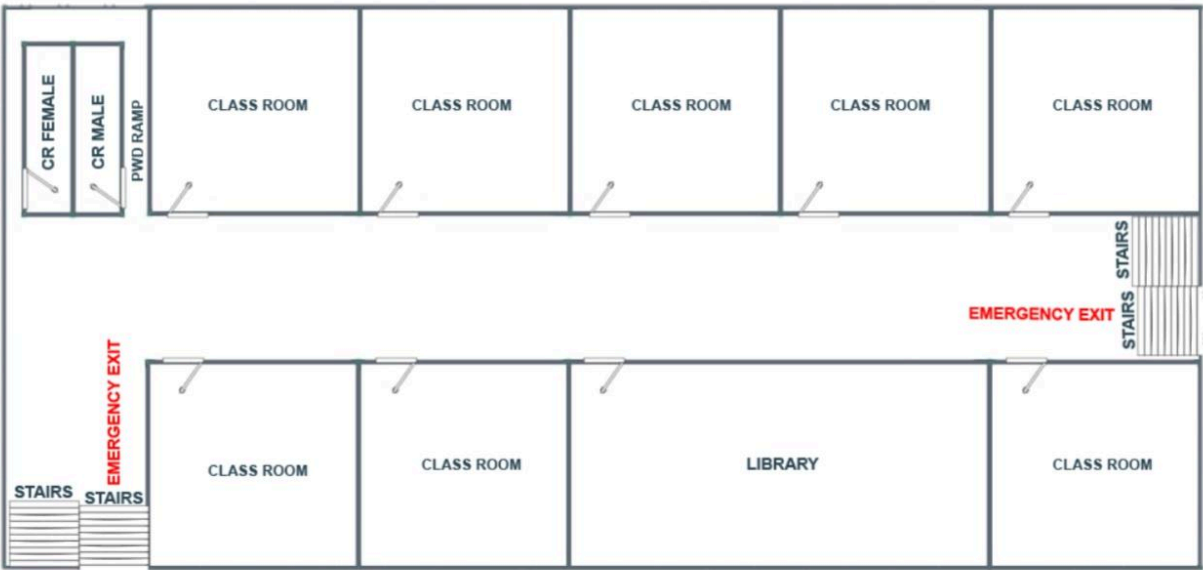 CR FEMALE
CR MALE
PWD RAMP
CLASS ROOM
CLASS ROOM
CLASS ROOM
CLASS ROOM
CLASS ROOM
STAIRS
EMERGENCY EXIT
STAIRS
EMERGENCY EXIT
STAIRS
STAIRS
CLASS ROOM
CLASS ROOM
LIBRARY
CLASS ROOM